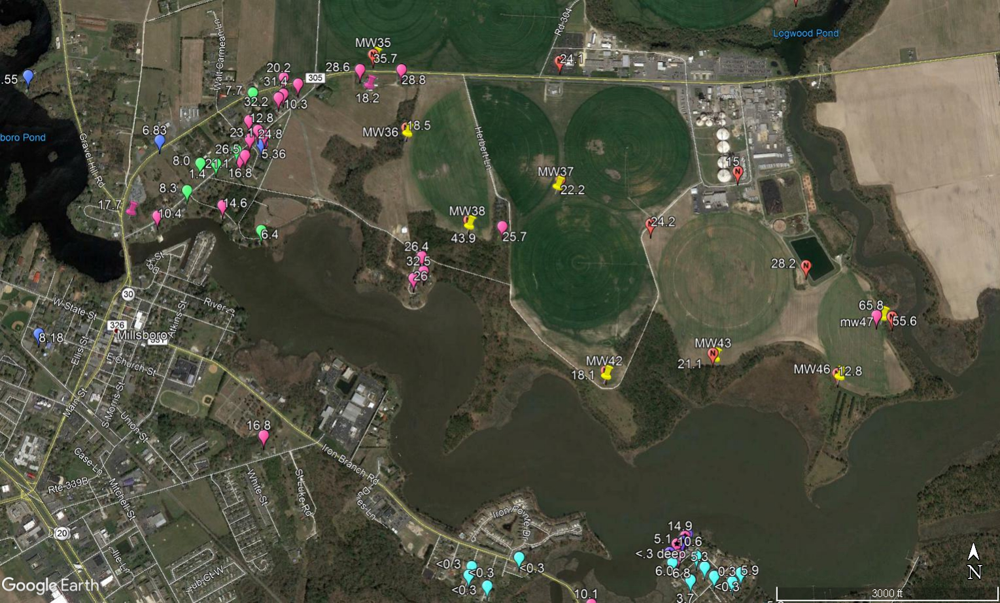 Logwood Pond
Rd-304
MW35
35.7
24.1
28.6
28.8
18.2
305
20.2
31.4
7.7
32.2
10.3
Walt-Carmean-Ln
.55
12.8
23.1
24.8
5.36
26.5
8.0
21.1
1.4
16.8
6.83
boro Pond
Gravel Hill Rd
8.3
17.7
10.4
14.6
6.4
MW36
18.5
Herbert-Ln
MW37
22.2
15
MW38
43.9
25.7
24.2
28.2
26.4
32.5
26
65.8
mw47
55.6
30
W-State-St
326
Millsboro
Atkins-St
8.18
Ellis-St
E-Church-St
Main St
S-Morris-St
Union-St
MW42
18.1
MW43
21.1
MW46
12.8
16.8
Iron Branch Rd
Case-Ln
Rte-339B
Mitchell-St
White-St
St-Luke-Rd
20
Iron-Pointe-Dr
<0.3
<0.3
<0.3
<0.3
14.9
5.1
10.6
<.3 deep
5.3
6.0
6.8
0.3
5.9
<0.3
3.7
10.1
Google Earth
N
3000 ft